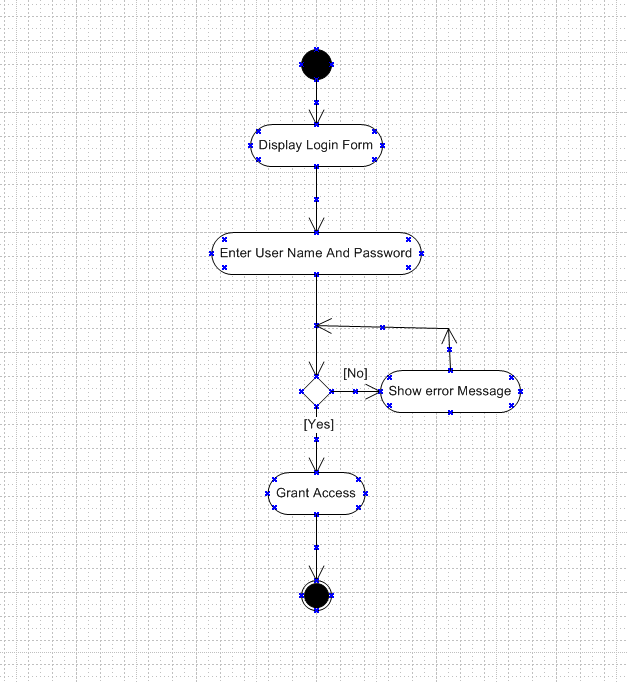 Display Login Form
Enter User Name And Password
[No]
Show error Message
[Yes]
Grant Access